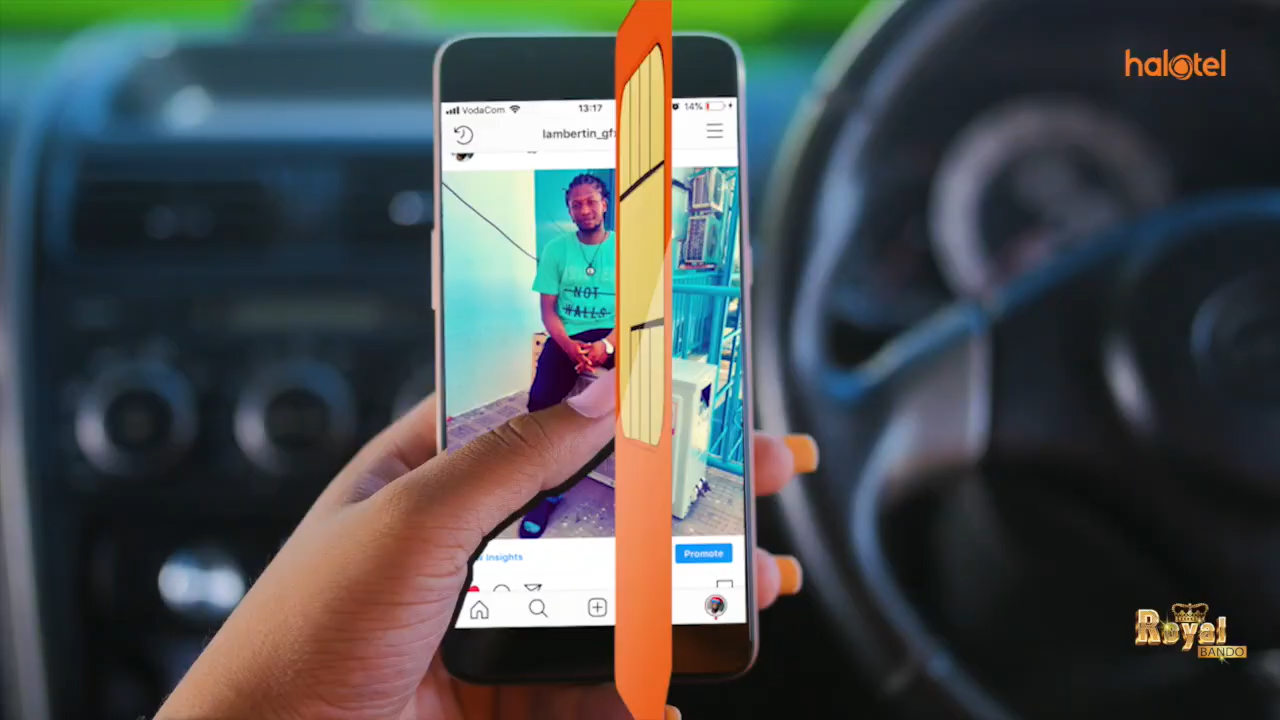 halotel
VodaCom
13:17
14%
lambertin_gf
NOT
WALLS
Insights
Promote
Royal
BANDO